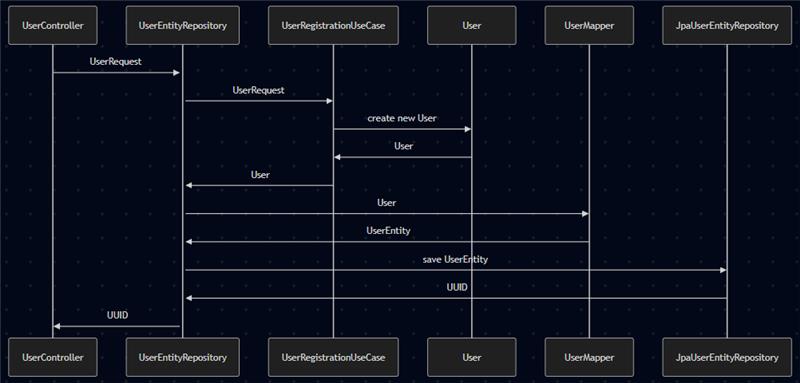 UserController
UserEntityRepository
UserRegistrationUseCase
User
UserMapper
JpaUserEntityRepository
UserRequest
UserRequest
create new User
User
User
User
UserEntity
save UserEntity
UUID
UUID
UserController
UserEntityRepository
UserRegistrationUseCase
User
UserMapper
JpaUserEntityRepository